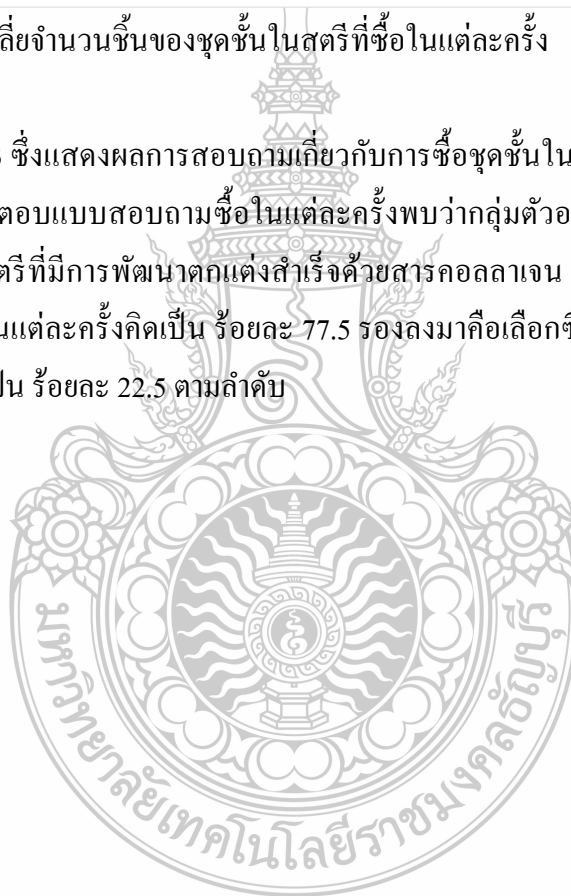 ลี่ยจำนวนชิ้นของชุดชั้นในสตรีที่ซื้อในแต่ละครั้ง
ซึ่งแสดงผลการสอบถามเกี่ยวกับการซื้อชุดชั้นใน
ตอบแบบสอบถามซื้อในแต่ละครั้งพบว่ากลุ่มตัวอ
ตรีที่มีการพัฒนาตกแต่งสำเร็จด้วยสารคอลลาเจน
นแต่ละครั้งคิดเป็น ร้อยละ 77.5 รองลงมาคือเลือกซื
ป็น ร้อยละ 22.5 ตามลำดับ
มหาวิทยาลัยเทคโนโลยีราชมงคลธัญบุรี